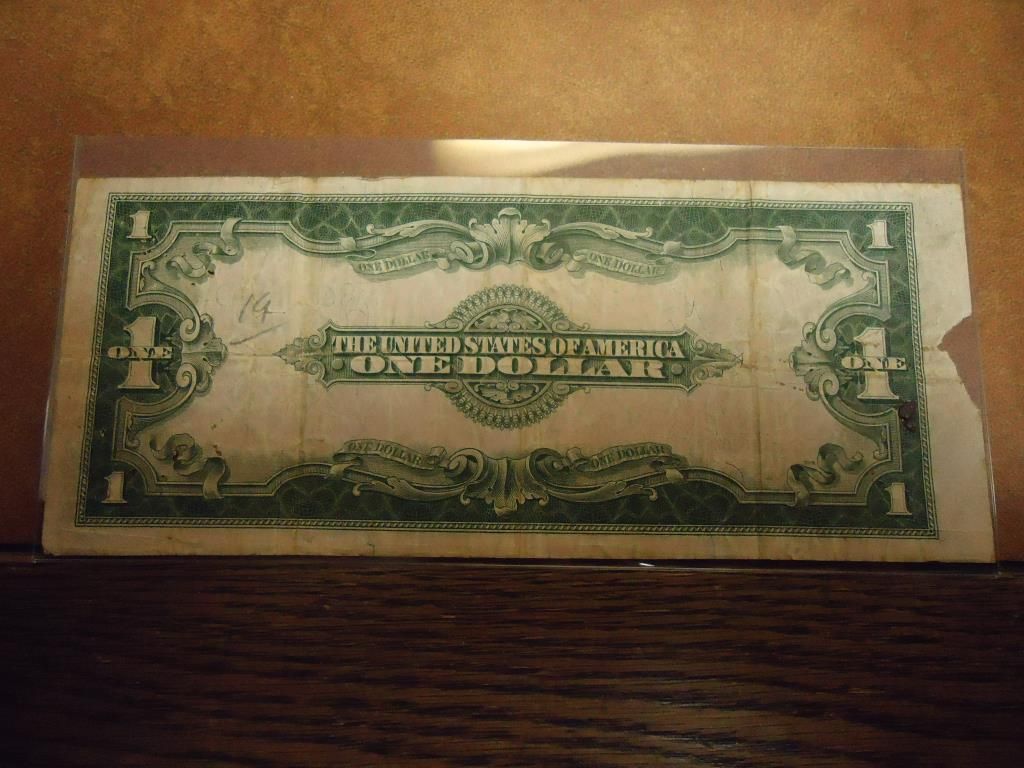 1 1
ONE DOLLAR ONE DOLLAR
14
THE UNITED STATES OF AMERICA
ONE 1 ONE DOLLAR ONE 1
ONE DOLLAR ONE DOLLAR
1 1